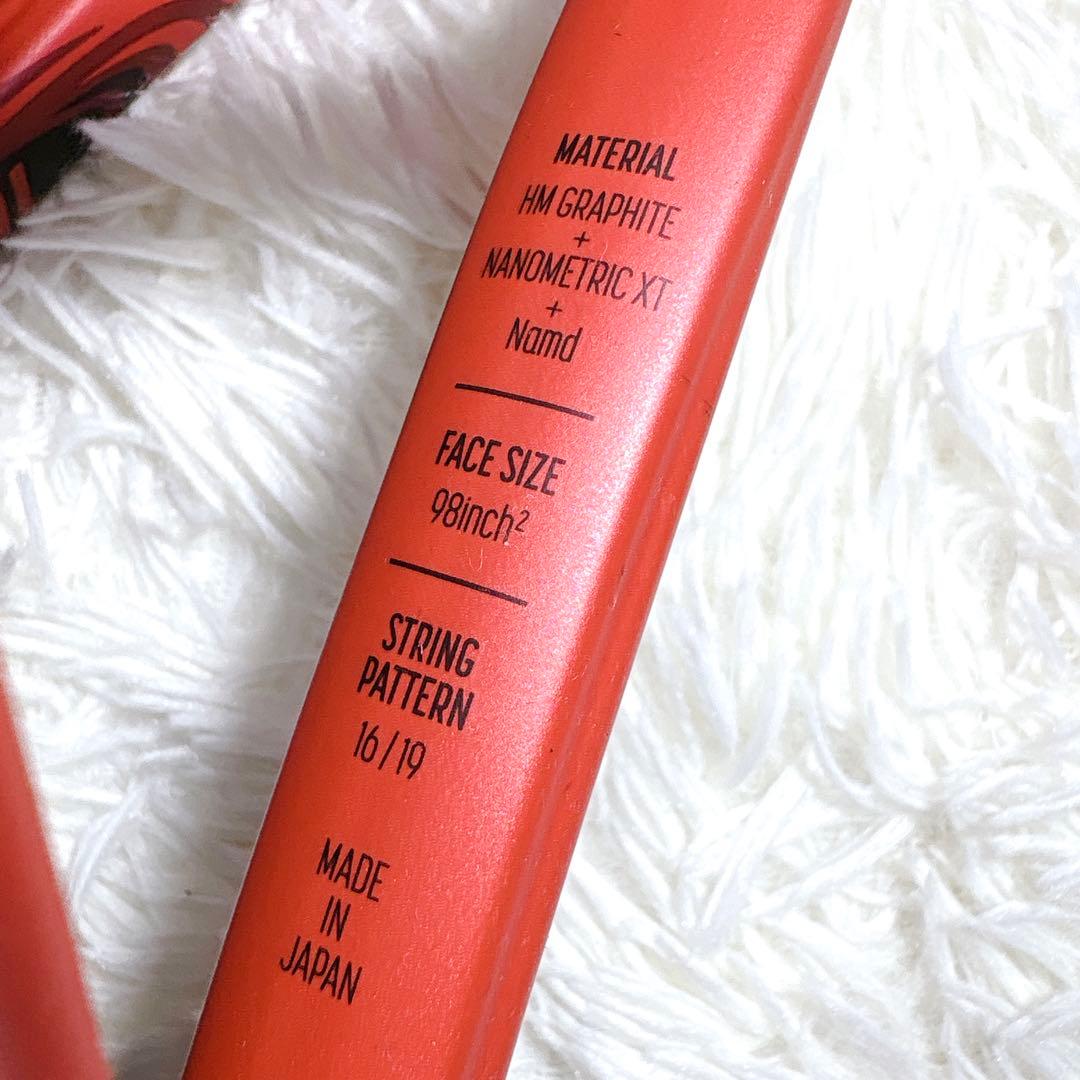 MATERIAL
HM GRAPHITE
+
NANOMETRIC XT
+
Namd
FACE SIZE
98inch²
STRING
PATTERN
16/19
MADE
IN
JAPAN